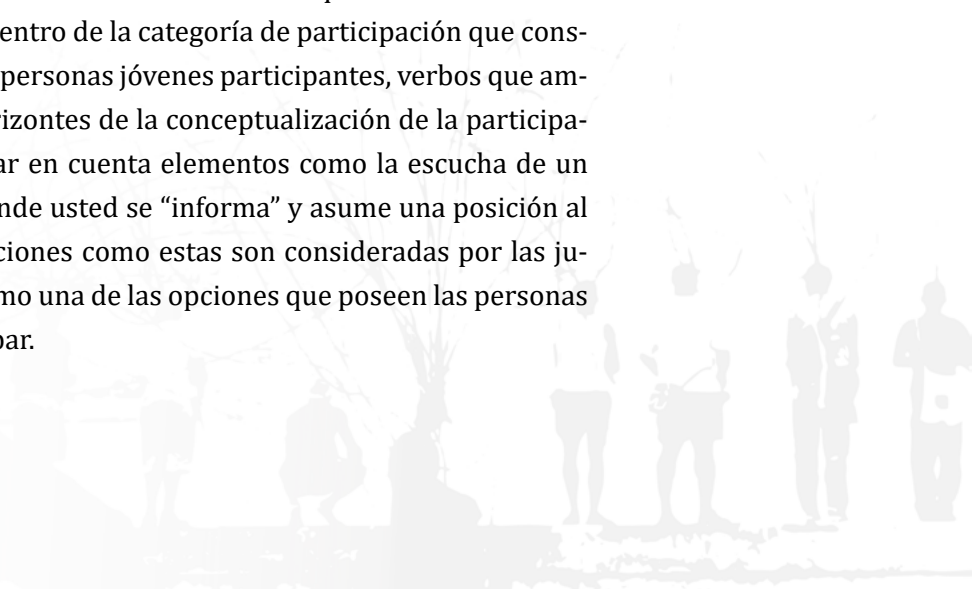 entro de la categoría de participación que cons-
personas jóvenes participantes, verbos que am-
rizontes de la conceptualización de la participa-
ar en cuenta elementos como la escucha de un
nde usted se “informa” y asume una posición al
ciones como estas son consideradas por las ju-
mo una de las opciones que poseen las personas
par.